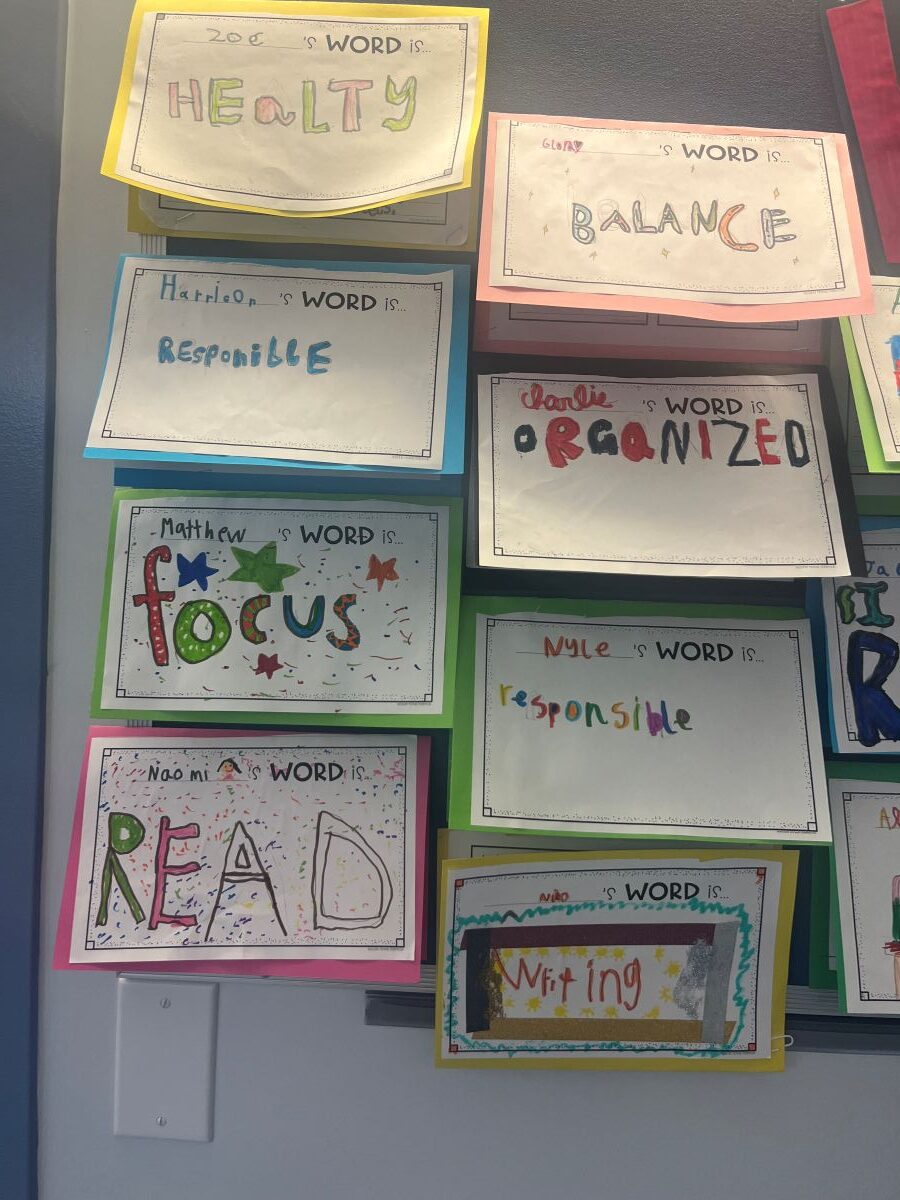 Zoe 's WORD is...
HEaLTY
Glory 's WORD is...
BALANCE
Harrison 's WORD is...
RESponiblE
charlie 's WORD is...
ORGANIZED
Matthew 's WORD is...
focus
Nyle 's WORD is...
responsible
Naomi 's WORD is...
READ
's WORD is...
Writing